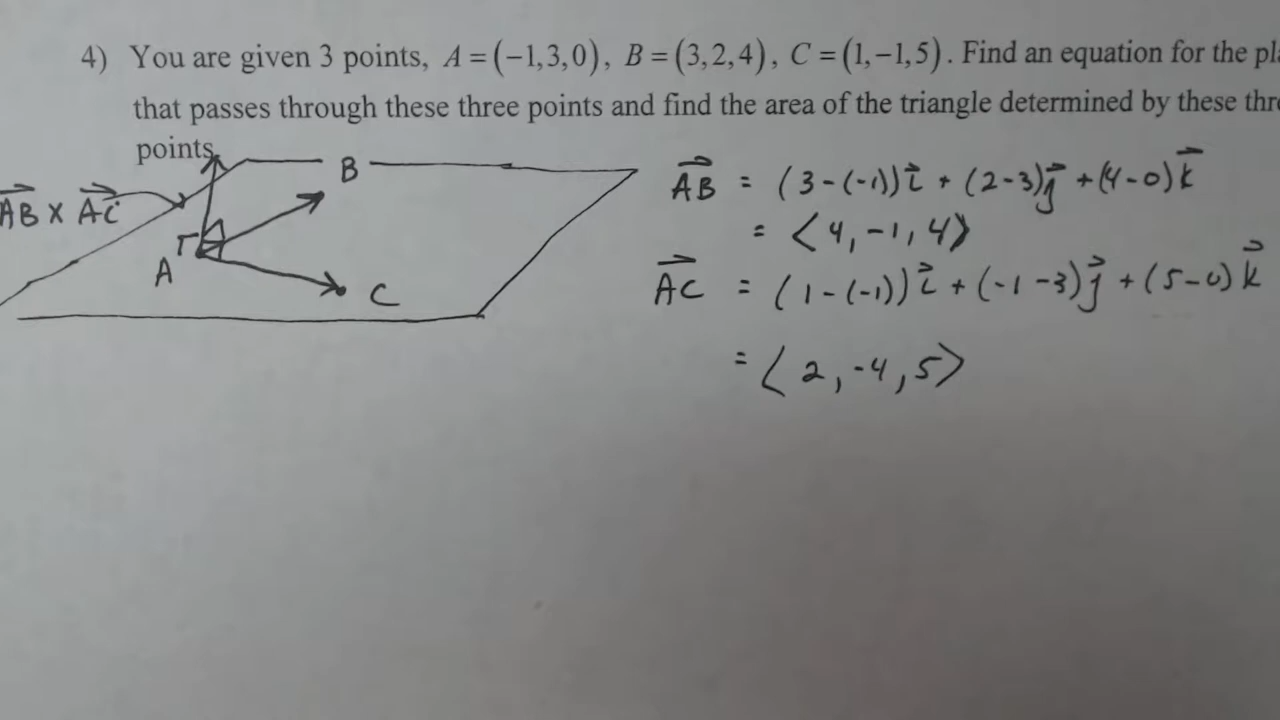 4) You are given 3 points, A = (−1,3,0), B = (3,2,4), C = (1,−1,5). Find an equation for the
that passes through these three points and find the area of the triangle determined by these
points.
B
AB⃗ × AC⃗
A
C
AB⃗ = (3-(-1))i⃗ + (2-3)j⃗ + (4-0)k⃗
= ⟨4, -1, 4⟩
AC⃗ = (1-(-1))i⃗ + (-1-3)j⃗ + (5-0)k⃗
= ⟨2, -4, 5⟩